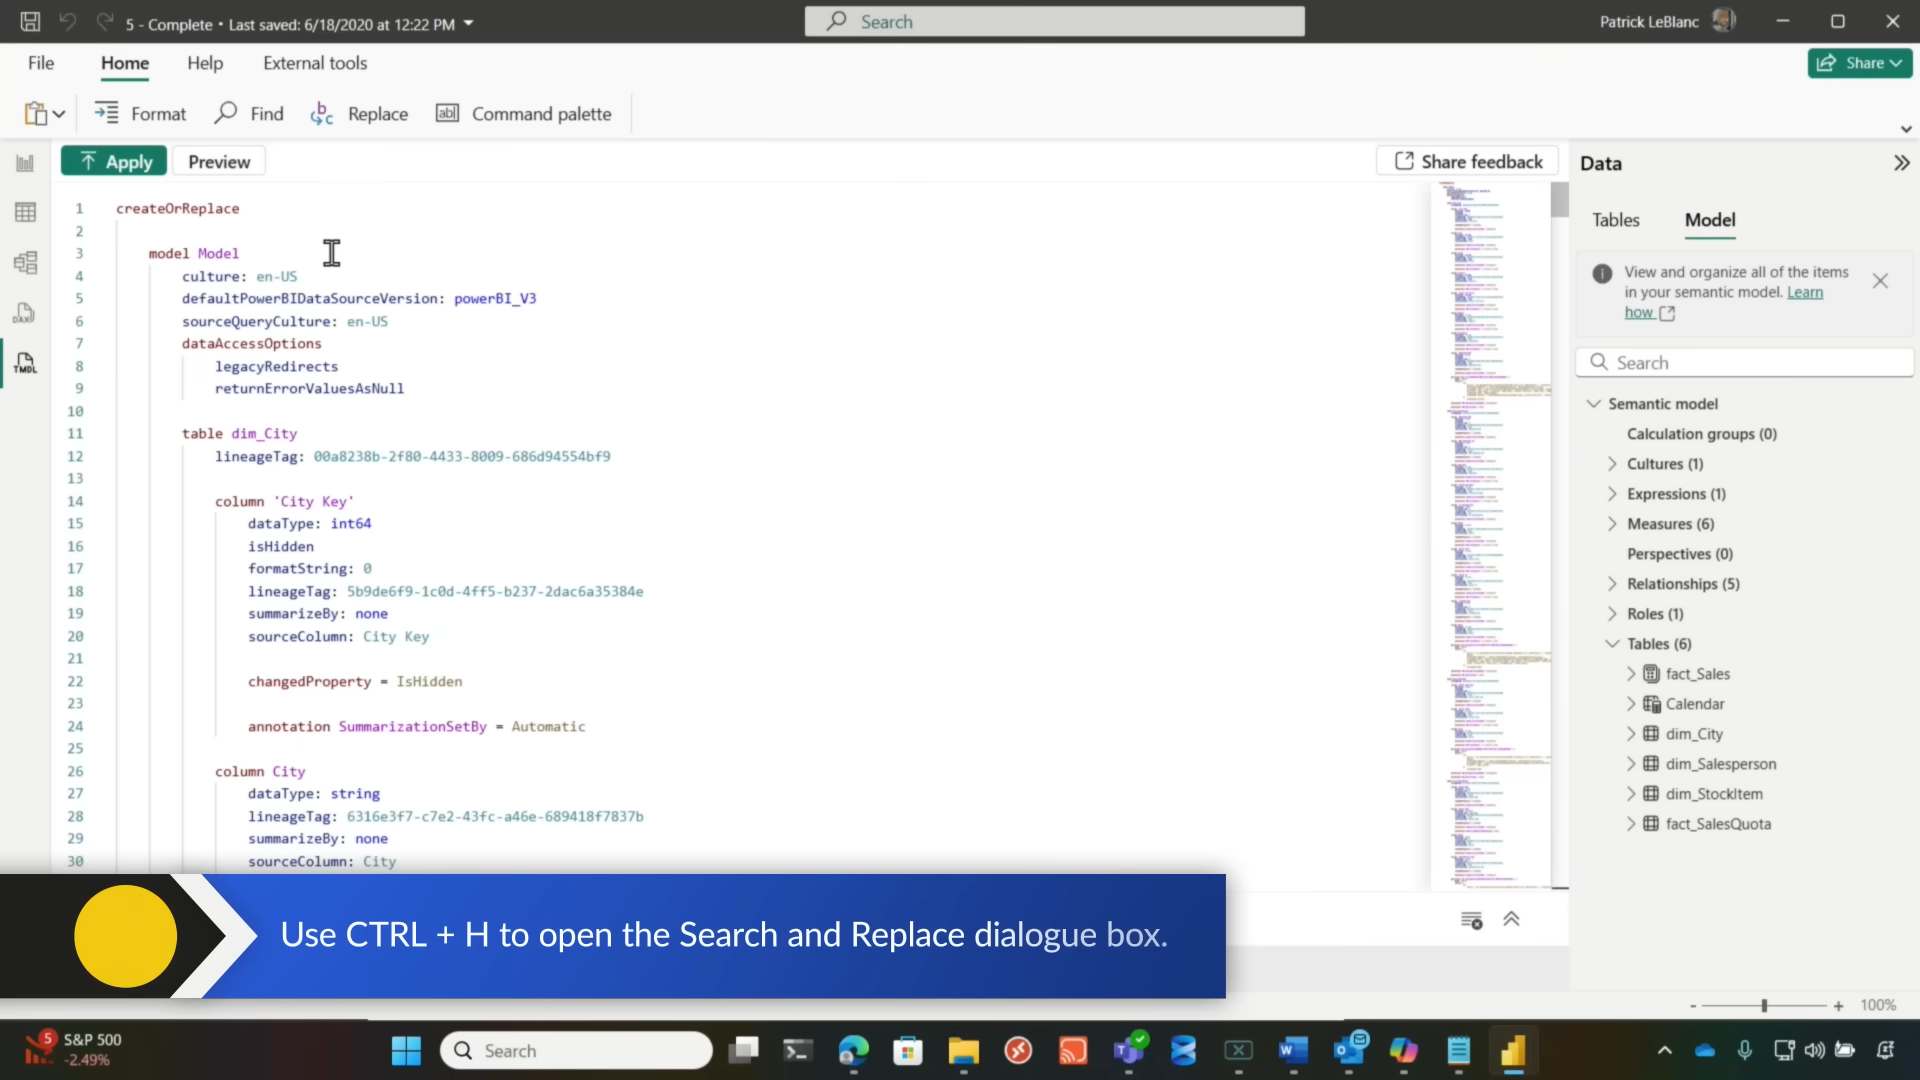 5 - Complete • Last saved: 6/18/2020 at 12:22 PM
Search
Patrick LeBlanc
File
Home
Help
External tools
Share
Format
Find
Replace
Command palette
Apply
Preview
Share feedback
1 createOrReplace
2
3 model Model
4 culture: en-US
5 defaultPowerBIDataSourceVersion: powerBI_V3
6 sourceQueryCulture: en-US
7 dataAccessOptions
8 legacyRedirects
9 returnErrorValuesAsNull
10
11 table dim_City
12 lineageTag: 00a8238b-2f80-4433-8009-686d94554bf9
13
14 column 'City Key'
15 dataType: int64
16 isHidden
17 formatString: 0
18 lineageTag: 5b9de6f9-1c0d-4ff5-b237-2dac6a35384e
19 summarizeBy: none
20 sourceColumn: City Key
21
22 changedProperty = IsHidden
23
24 annotation SummarizationSetBy = Automatic
25
26 column City
27 dataType: string
28 lineageTag: 6316e3f7-c7e2-43fc-a46e-689418f7837b
29 summarizeBy: none
30 sourceColumn: City
DAX
TMDL
Data
Tables
Model
View and organize all of the items
in your semantic model. Learn
how
Search
Semantic model
Calculation groups (0)
Cultures (1)
Expressions (1)
Measures (6)
Perspectives (0)
Relationships (5)
Roles (1)
Tables (6)
fact_Sales
Calendar
dim_City
dim_Salesperson
dim_StockItem
fact_SalesQuota
Use CTRL + H to open the Search and Replace dialogue box.
- + 100%
5
S&P 500
-2.49%
Search